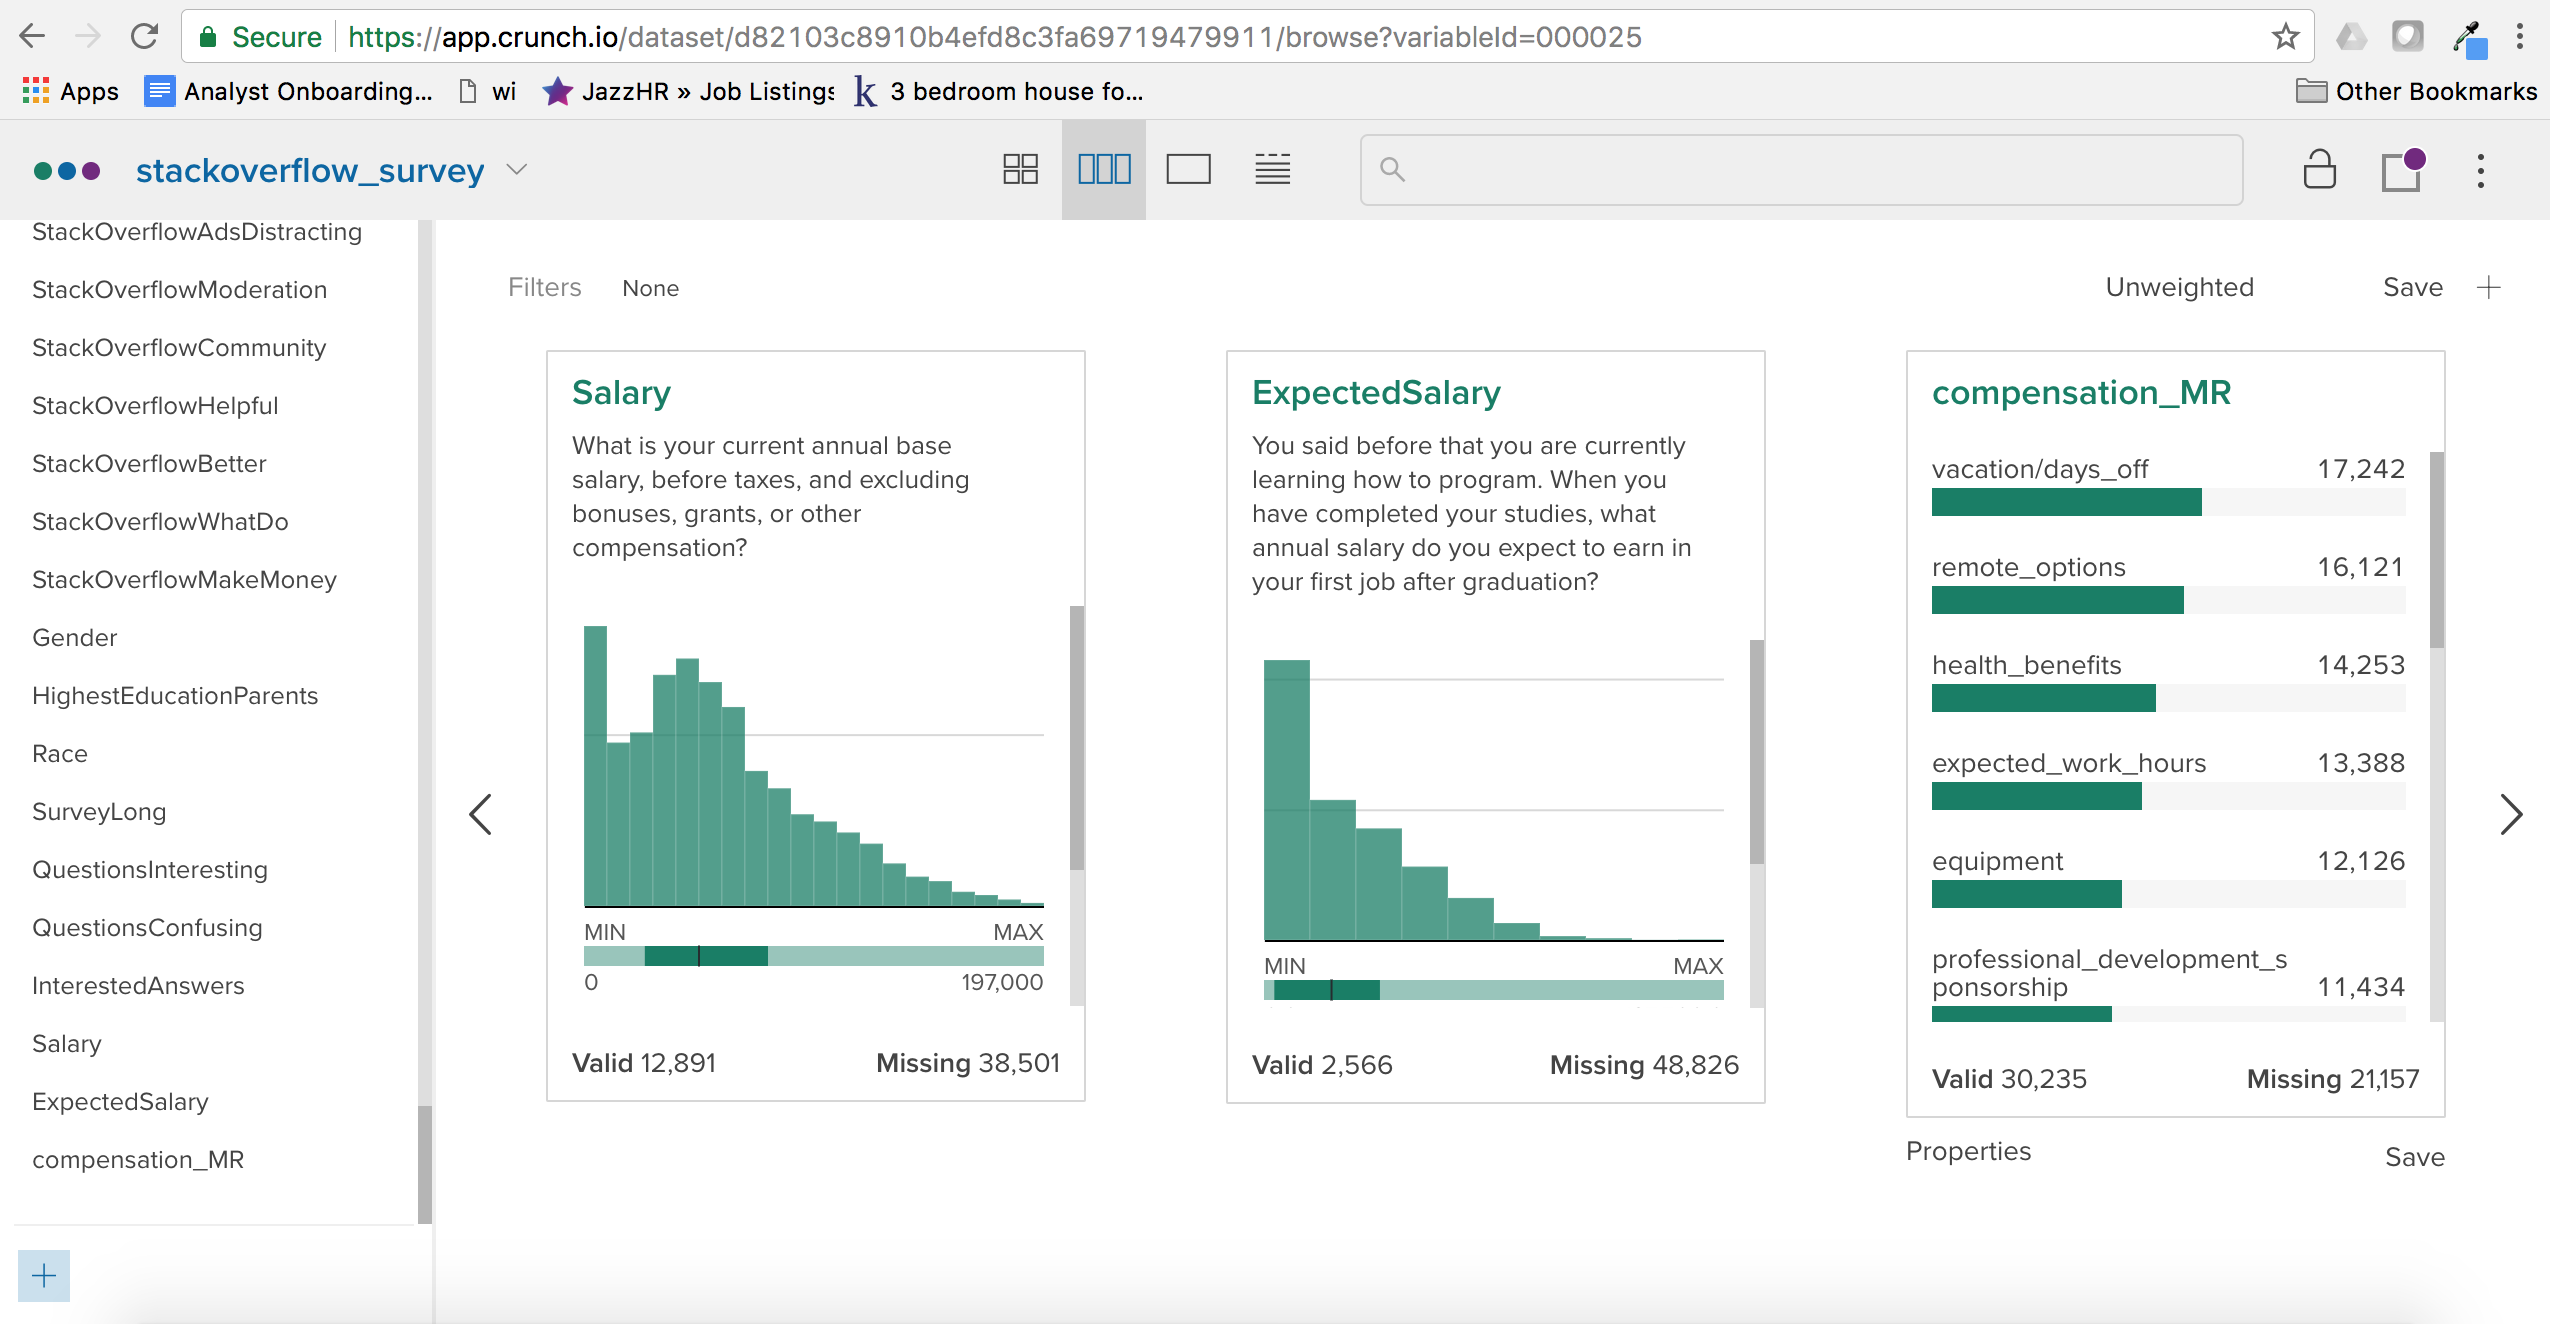 Secure https://app.crunch.io/dataset/d82103c8910b4efd8c3fa69719479911/browse?variableId=000025
Apps Analyst Onboarding... wi JazzHR » Job Listings 3 bedroom house fo... Other Bookmarks
stackoverflow_survey
StackOverflowAdsDistracting
StackOverflowModeration
StackOverflowCommunity
StackOverflowHelpful
StackOverflowBetter
StackOverflowWhatDo
StackOverflowMakeMoney
Gender
HighestEducationParents
Race
SurveyLong
QuestionsInteresting
QuestionsConfusing
InterestedAnswers
Salary
ExpectedSalary
compensation_MR
Filters None Unweighted Save
Salary
What is your current annual base
salary, before taxes, and excluding
bonuses, grants, or other
compensation?
MIN MAX
0 197,000
Valid 12,891 Missing 38,501
ExpectedSalary
You said before that you are currently
learning how to program. When you
have completed your studies, what
annual salary do you expect to earn in
your first job after graduation?
MIN MAX
Valid 2,566 Missing 48,826
compensation_MR
vacation/days_off 17,242
remote_options 16,121
health_benefits 14,253
expected_work_hours 13,388
equipment 12,126
professional_development_s
ponsorship 11,434
Valid 30,235 Missing 21,157
Properties Save